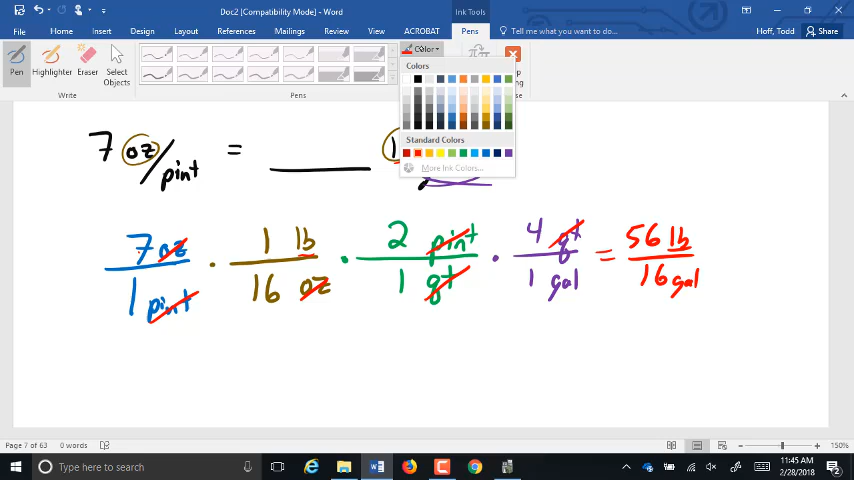 Doc2 [Compatibility Mode] - Word
Ink Tools
Hoff, Todd
File Home Insert Design Layout References Mailings Review View ACROBAT Pens Tell me what you want to do... Share
Pen Highlighter Eraser Select Objects
Color
Write Pens
Colors
Standard Colors
More Ink Colors...
7 oz/pint = ____
7 oz / 1 pint · 1 lb / 16 oz · 2 pint / 1 qt · 4 qt / 1 gal = 56 lb / 16 gal
Page 7 of 63 0 words 150%
Type here to search
11:45 AM
2/28/2018
2